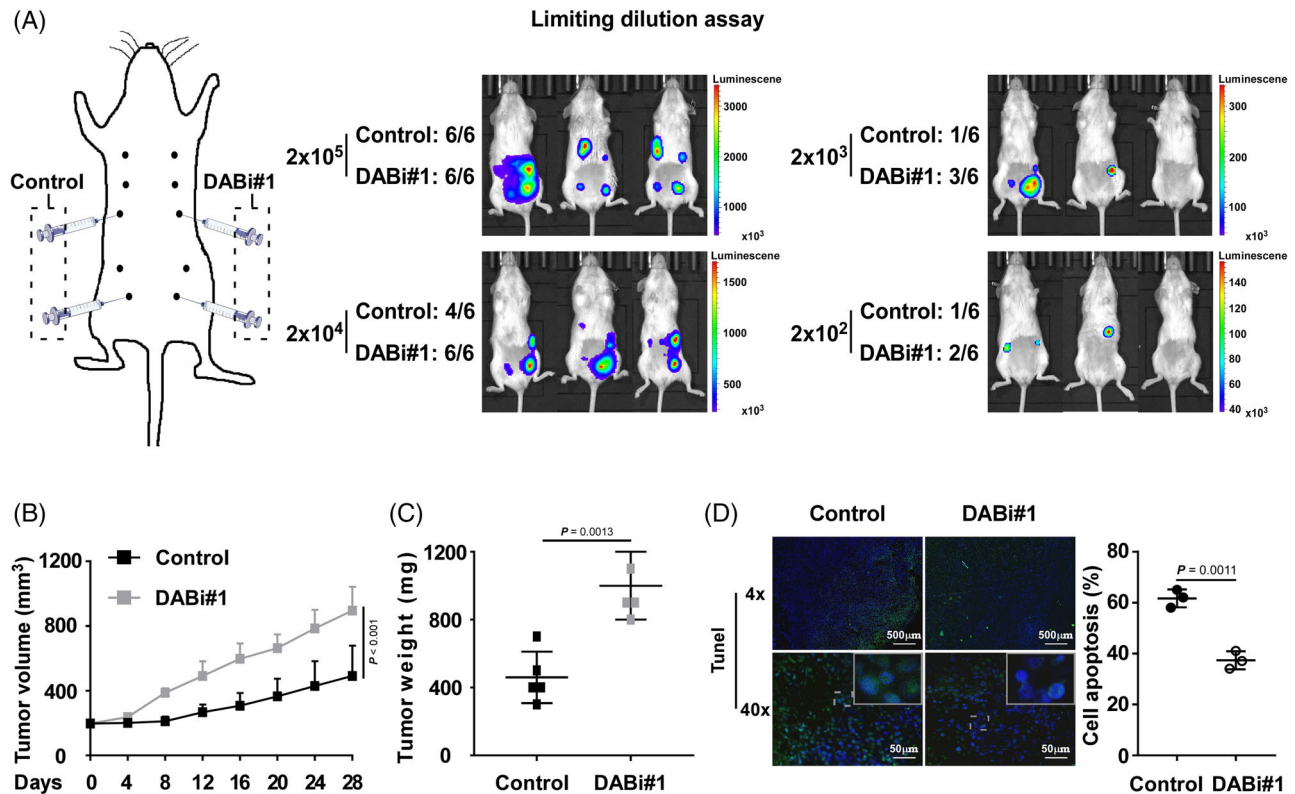 (A)
Limiting dilution assay
Control
DABi#1
2x10⁵
Control: 6/6
DABi#1: 6/6
Luminescene
3000
2000
1000
x10³
2x10³
Control: 1/6
DABi#1: 3/6
Luminescene
300
200
100
x10³
2x10⁴
Control: 4/6
DABi#1: 6/6
Luminescene
1500
1000
500
x10³
2x10²
Control: 1/6
DABi#1: 2/6
Luminescene
140
120
100
80
60
40 x10³
(B)
Tumor volume (mm³)
1200
800
400
0
Control
DABi#1
P < 0.001
Days 0 4 8 12 16 20 24 28
(C)
Tumor weight (mg)
1200
800
400
0
P = 0.0013
Control DABi#1
(D)
Control DABi#1
Tunel
4x
40x
500μm
500μm
50μm
50μm
Cell apoptosis (%)
80
60
40
20
0
P = 0.0011
Control DABi#1